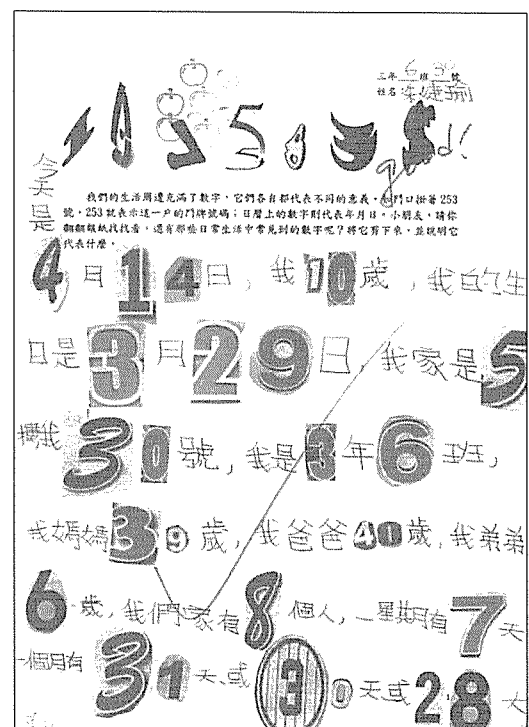 三年6班30號
姓名
good!
我們的生活周遭充滿了數字,它們各自都代表不同的意義。如門口掛著253
號,253就表示這一戶的門牌號碼;日曆上的數字則代表年月日。小朋友,請你
翻翻報紙找找看,還有那些日常生活中常見到的數字呢?將它剪下來,並說明它
代表什麼。
今天是
4月14日,我10歲,我的生
日是3月29日,我家是5
樓,我30號,我是3年6班,
我媽媽39歲,我爸爸40歲,我弟弟
6歲,我們家有8個人,一星期有7天
一個月有31天或30天或28天